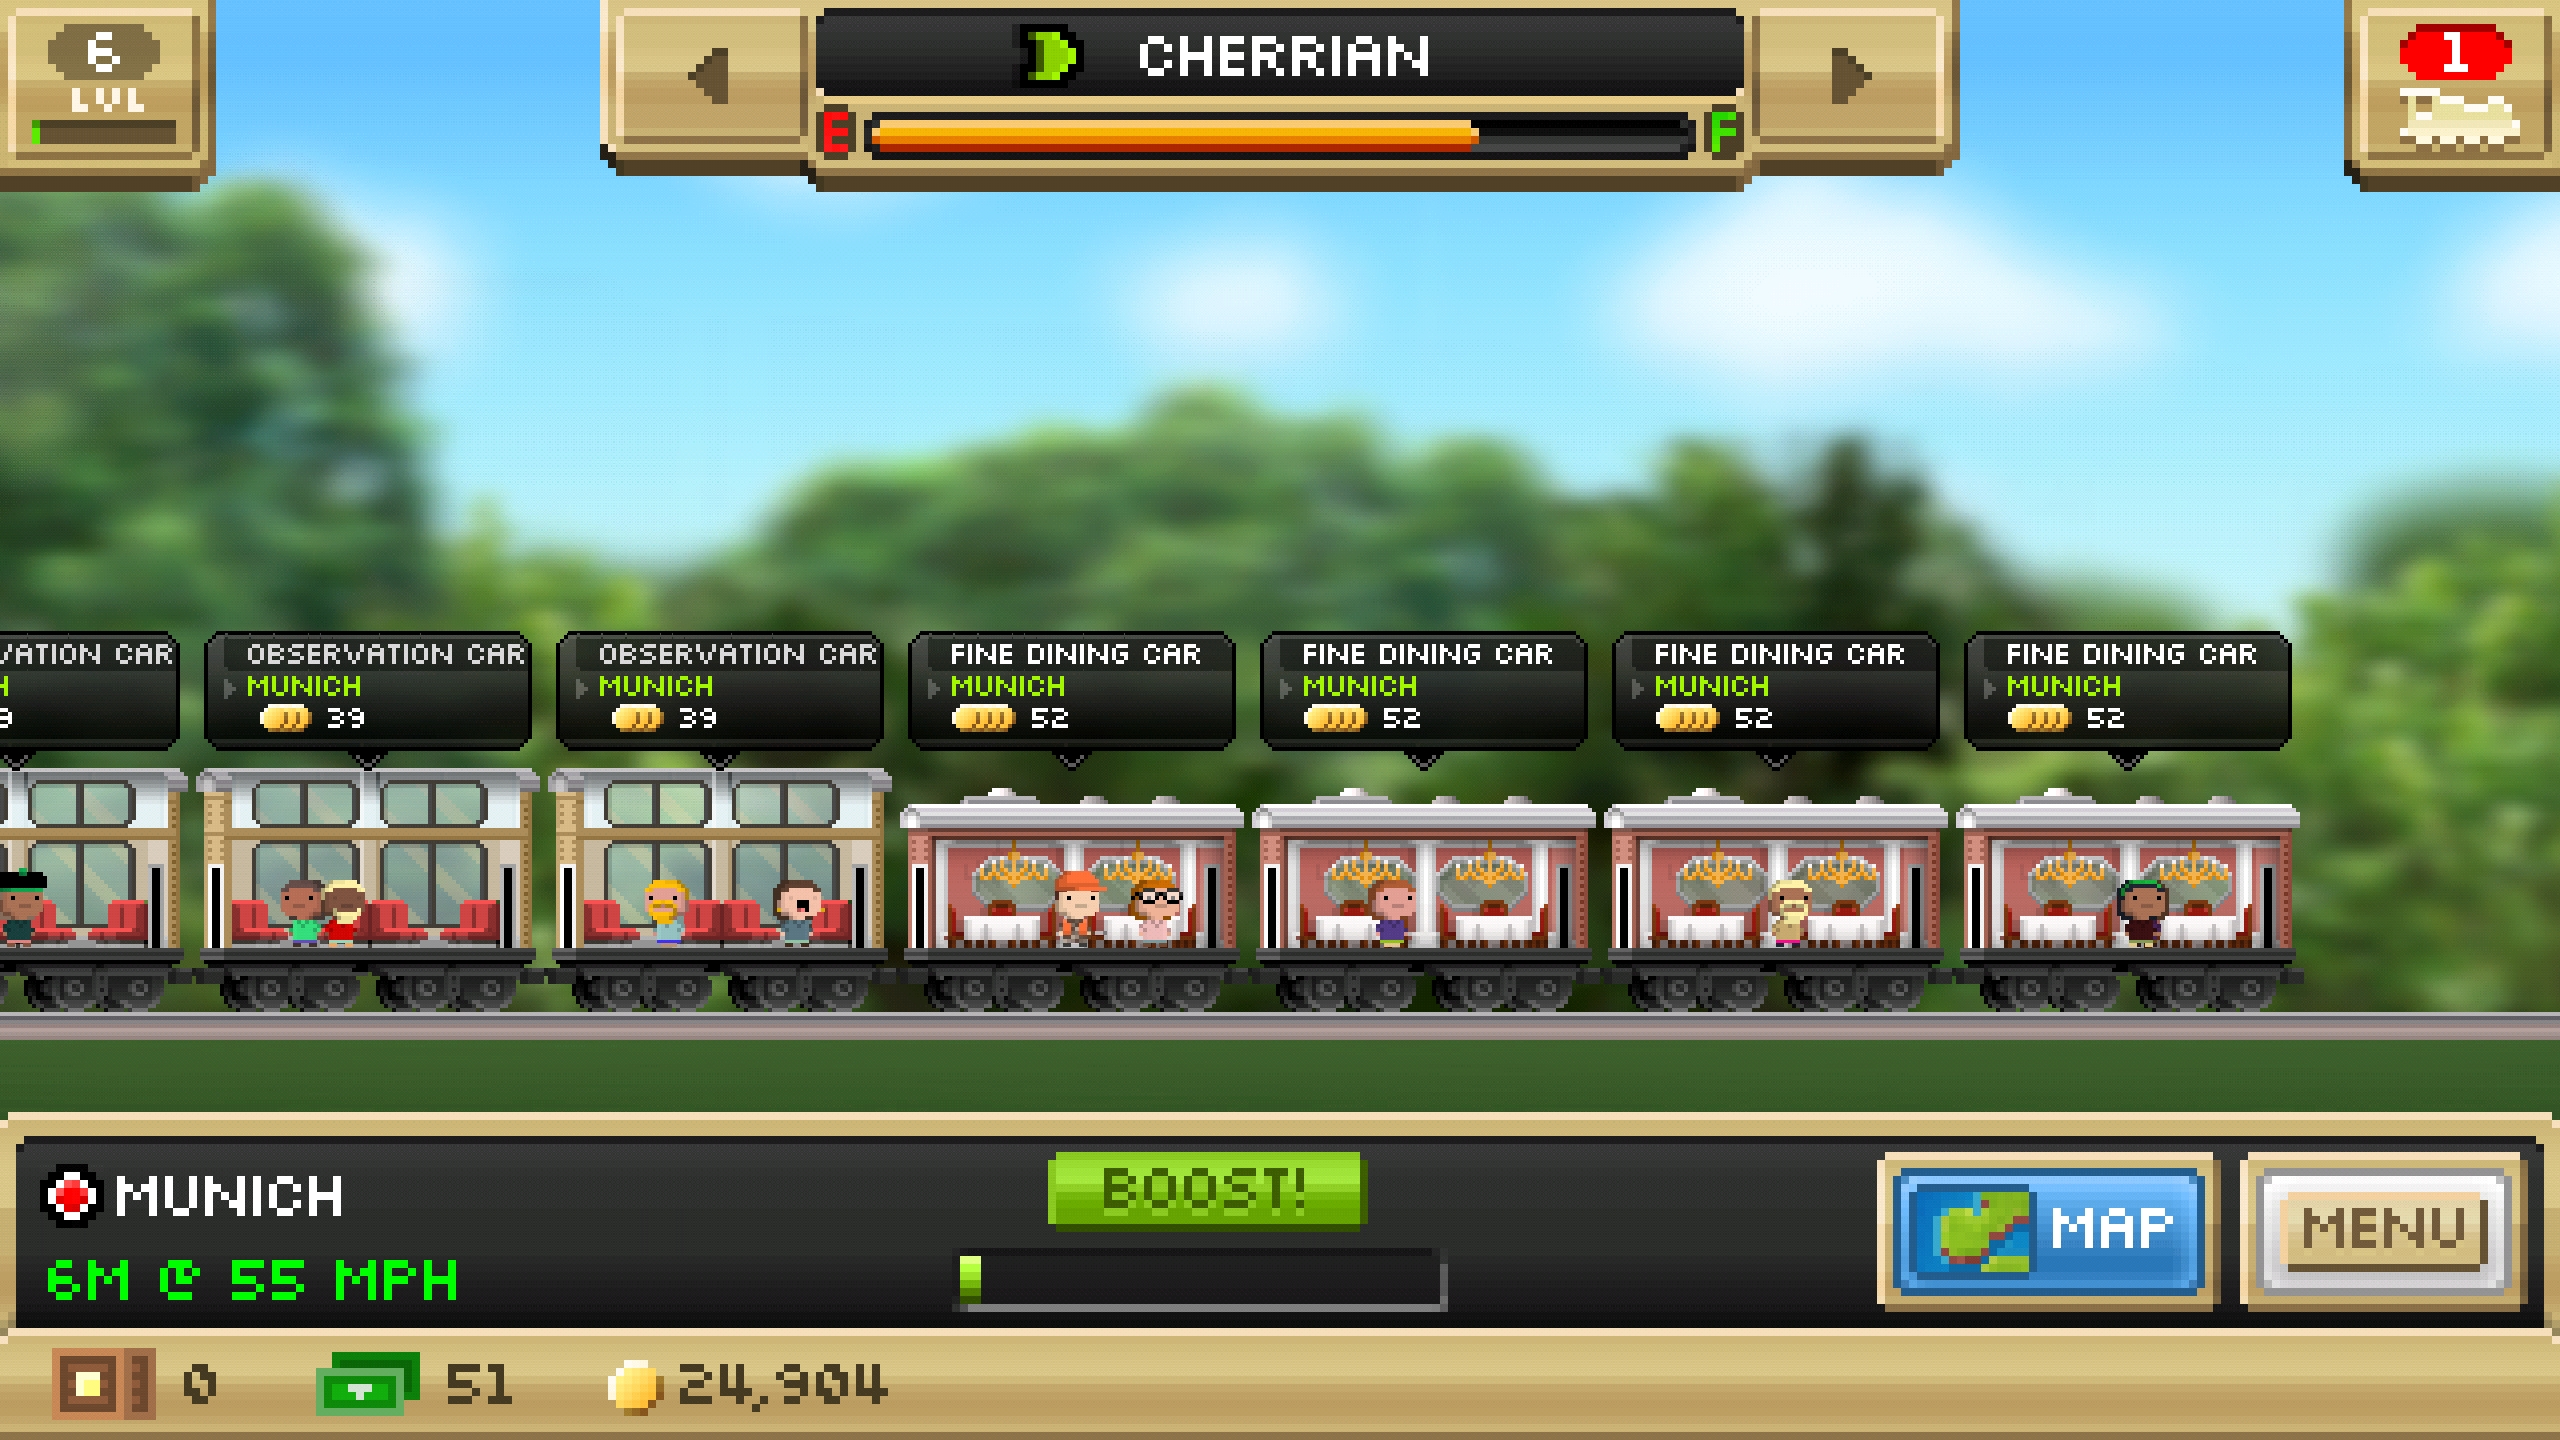 6
LVL
CHERRIAN
E
F
1
VATION CAR
OBSERVATION CAR
OBSERVATION CAR
FINE DINING CAR
FINE DINING CAR
FINE DINING CAR
FINE DINING CAR
MUNICH
MUNICH
MUNICH
MUNICH
MUNICH
MUNICH
39
39
52
52
52
52
MUNICH
6M @ 55 MPH
BOOST!
MAP
MENU
0
51
24,904